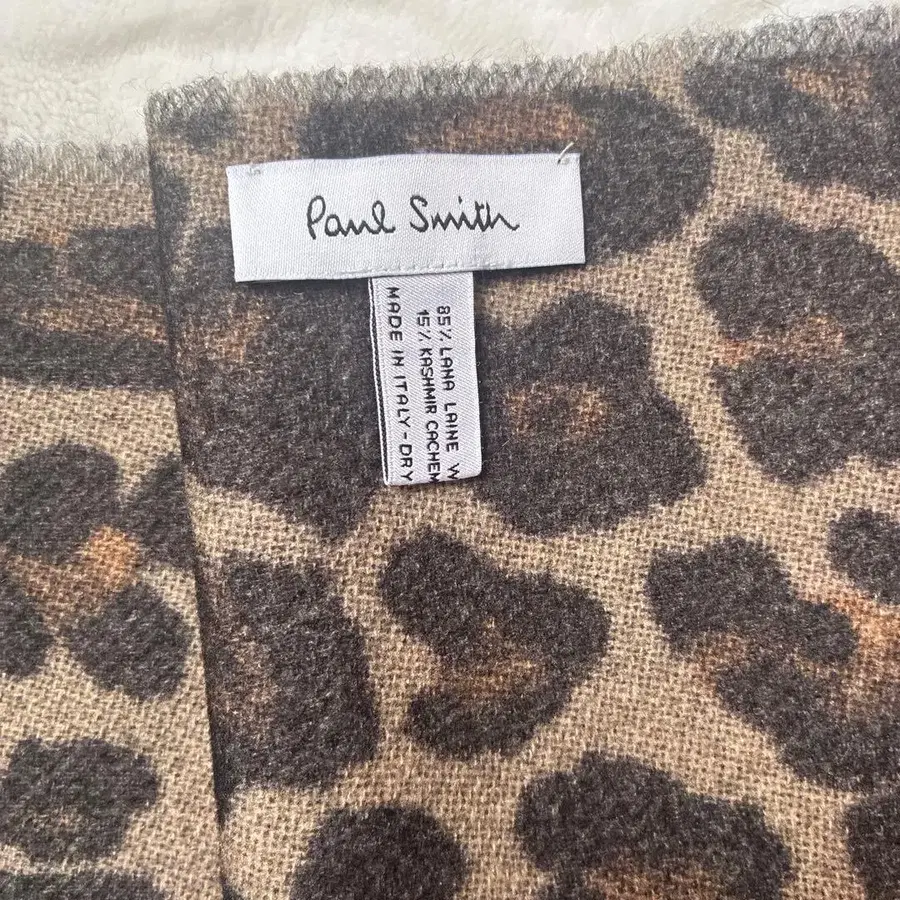 Paul Smith
85% LANA LAINE W
15% KASHMIR CACHEM
MADE IN ITALY-DRY